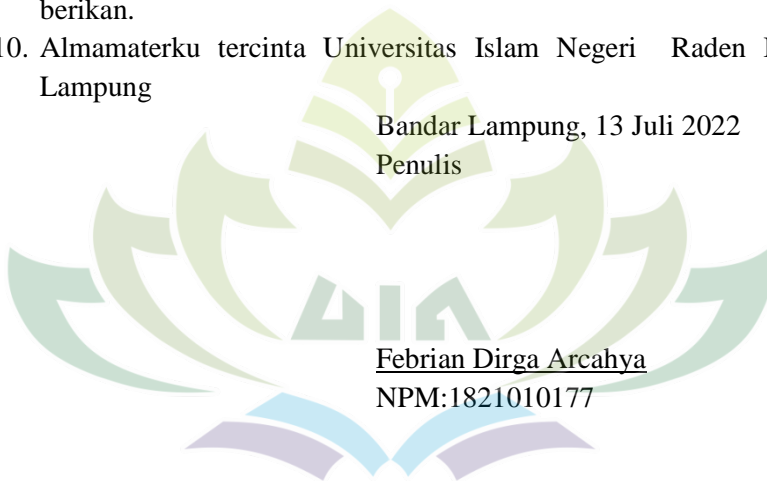 berikan.
10. Almamaterku tercinta Universitas Islam Negeri Raden
Lampung
Bandar Lampung, 13 Juli 2022
Penulis
UIN
Febrian Dirga Arcahya
NPM:1821010177